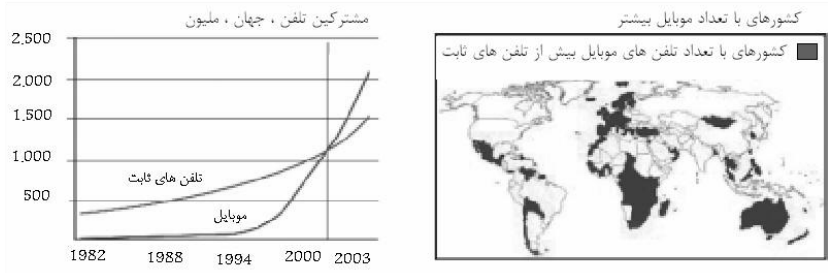 کشورهای با تعداد موبایل بیشتر
کشورهای با تعداد تلفن های موبایل بیش از تلفن های ثابت
مشترکین تلفن ، جهان ، ملیون
2,500
2,000
1,500
1,000
500
تلفن های ثابت
موبایل
1982 1988 1994 2000 2003